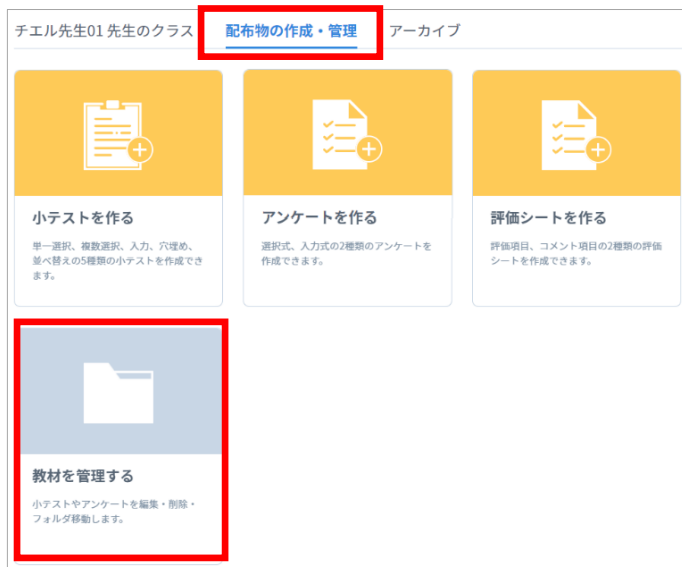 チエル先生01 先生のクラス
配布物の作成・管理
アーカイブ
小テストを作る
単一選択、複数選択、入力、穴埋め、
並べ替えの5種類の小テストを作成でき
ます。
アンケートを作る
選択式、入力式の2種類のアンケートを
作成できます。
評価シートを作る
評価項目、コメント項目の2種類の評価
シートを作成できます。
教材を管理する
小テストやアンケートを編集・削除・
フォルダ移動します。